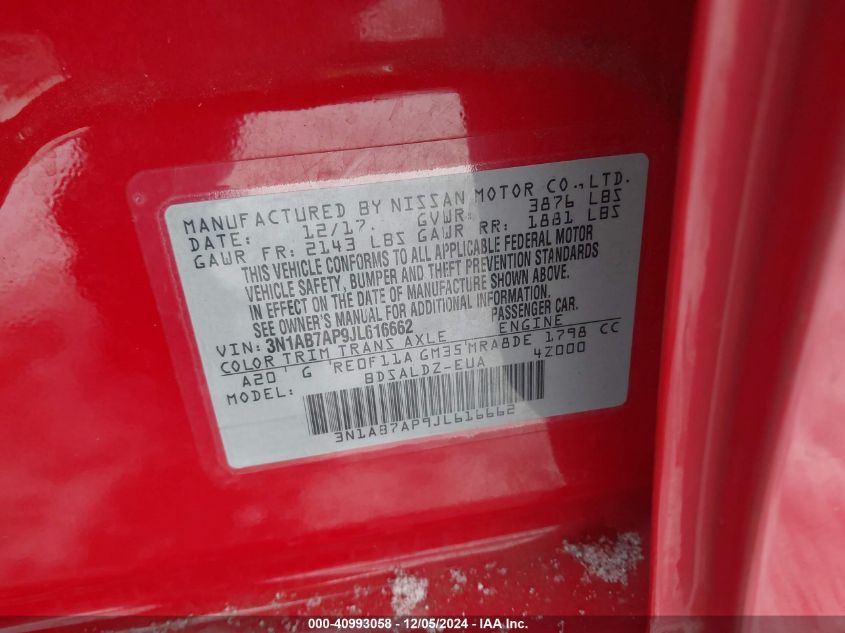 MANUFACTURED BY NISSAN MOTOR CO., LTD.
DATE: 12/17. GVWR: 3876 LBS
GAWR FR: 2143 LBS GAWR RR: 1881 LBS
THIS VEHICLE CONFORMS TO ALL APPLICABLE FEDERAL MOTOR
VEHICLE SAFETY, BUMPER AND THEFT PREVENTION STANDARDS
IN EFFECT ON THE DATE OF MANUFACTURE SHOWN ABOVE.
SEE OWNER'S MANUAL FOR ADDITIONAL INFORMATION.
VIN: 3N1AB7AP9JL616662 PASSENGER CAR.
COLOR TRIM TRANS AXLE ENGINE
A20 G RE0F11A GM35 MRA8DE 1798 CC
MODEL: BDSALDZ-EUA 4Z000
3N1AB7AP9JL616662
000-40993058 - 12/05/2024 - IAA Inc.